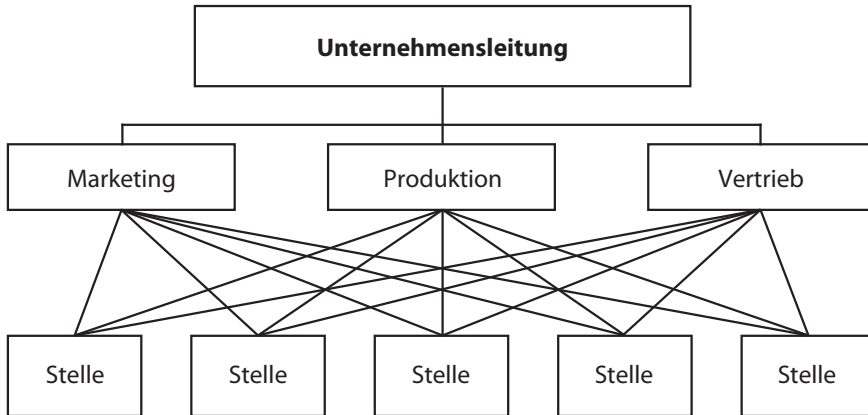 Unternehmensleitung
Marketing
Produktion
Vertrieb
Stelle
Stelle
Stelle
Stelle
Stelle